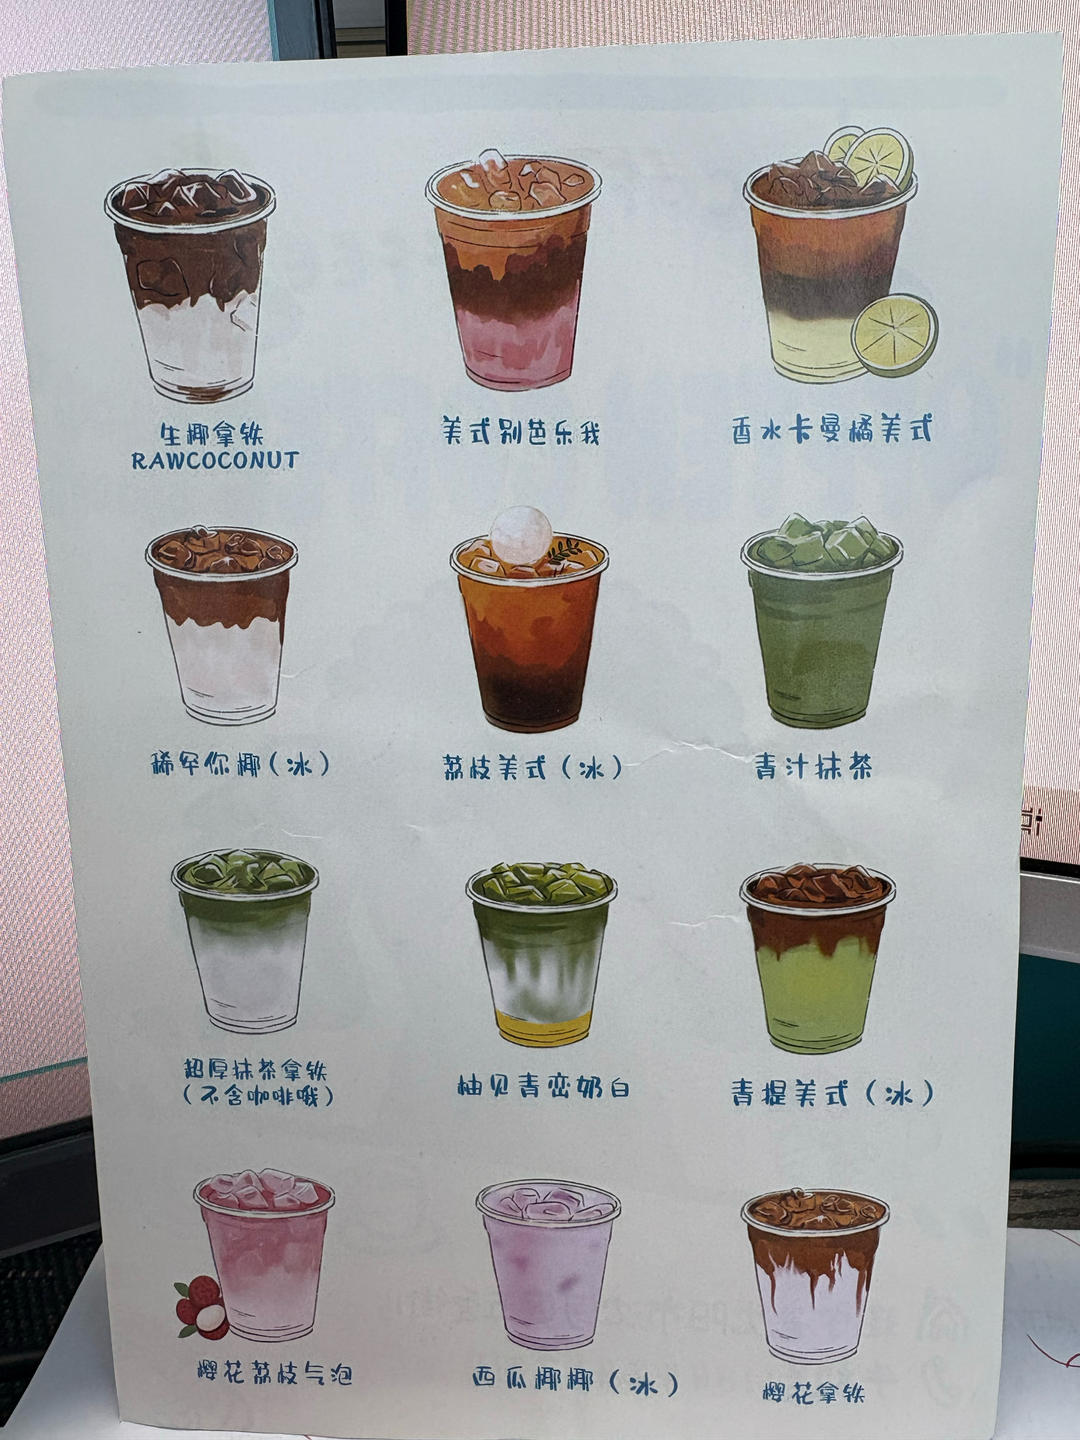 生椰拿铁
RAWCOCONUT
美式别芭乐我
香水卡曼橘美式
稀罕你椰（冰）
荔枝美式（冰）
青汁抹茶
超厚抹茶拿铁
（不含咖啡哦）
柚见青峦奶白
青提美式（冰）
樱花荔枝气泡
西瓜椰椰（冰）
樱花拿铁